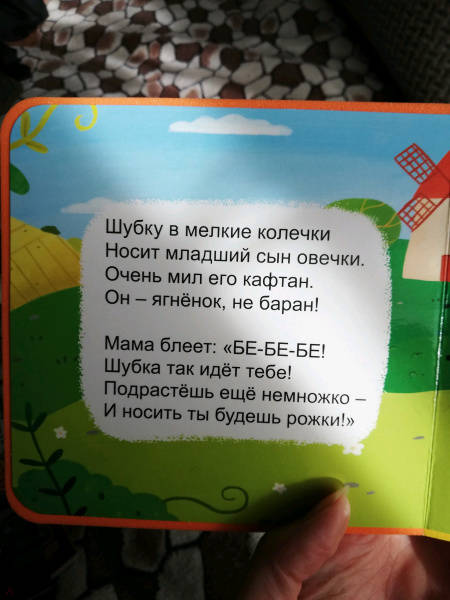 Шубку в мелкие колечки
Носит младший сын овечки.
Очень мил его кафтан.
Он – ягнёнок, не баран!
Мама блеет: «БЕ-БЕ-БЕ!
Шубка так идёт тебе!
Подрастёшь ещё немножко –
И носить ты будешь рожки!»